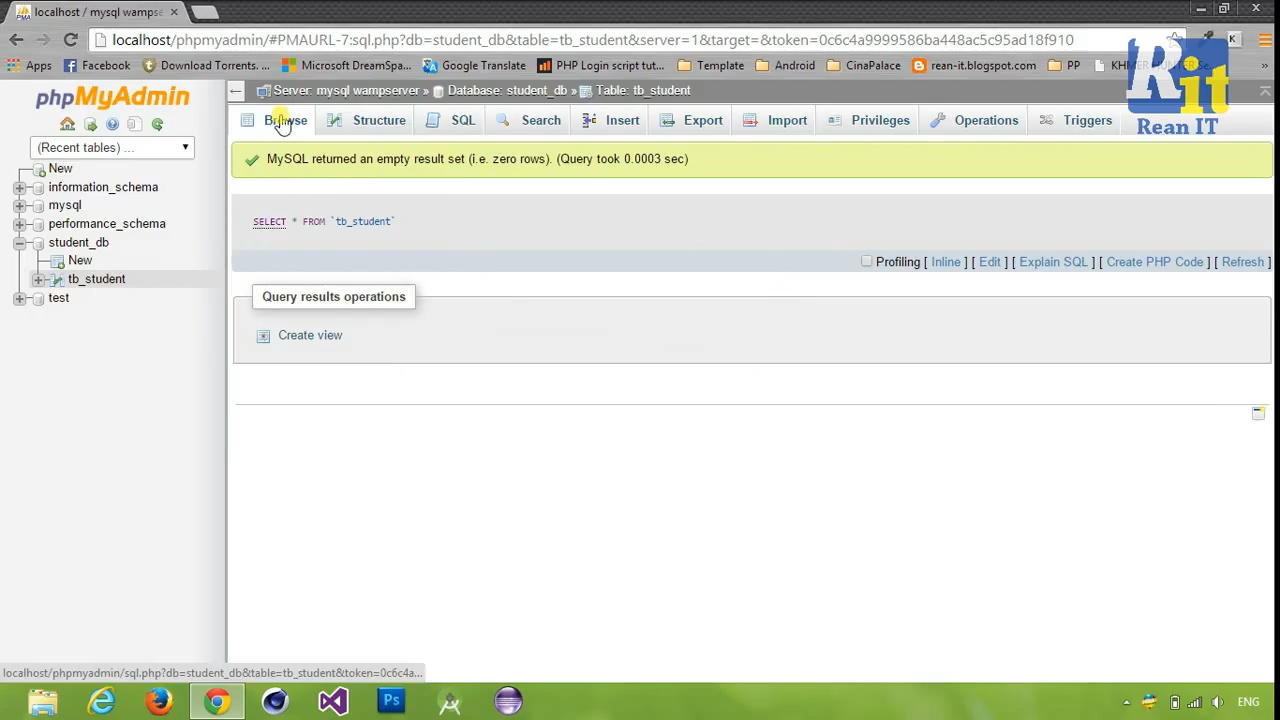 localhost / mysql wampse
localhost/phpmyadmin/#PMAURL-7:sql.php?db=student_db&table=tb_student&server=1&target=&token=0c6c4a9999586ba448ac5c95ad18f910
Apps Facebook Download Torrents. ... Microsoft DreamSpa... Google Translate PHP Login script tut... Template Android CinaPalace rean-it.blogspot.com PP KHMER HUNTER Se
R it
Rean IT
phpMyAdmin
(Recent tables) ...
New
information_schema
mysql
performance_schema
student_db
New
tb_student
test
Server: mysql wampserver » Database: student_db » Table: tb_student
Browse Structure SQL Search Insert Export Import Privileges Operations Triggers
MySQL returned an empty result set (i.e. zero rows). (Query took 0.0003 sec)
SELECT * FROM `tb_student`
Profiling [ Inline ] [ Edit ] [ Explain SQL ] [ Create PHP Code ] [ Refresh ]
Query results operations
Create view
localhost/phpmyadmin/sql.php?db=student_db&table=tb_student&token=0c6c4a...
Ps
ENG